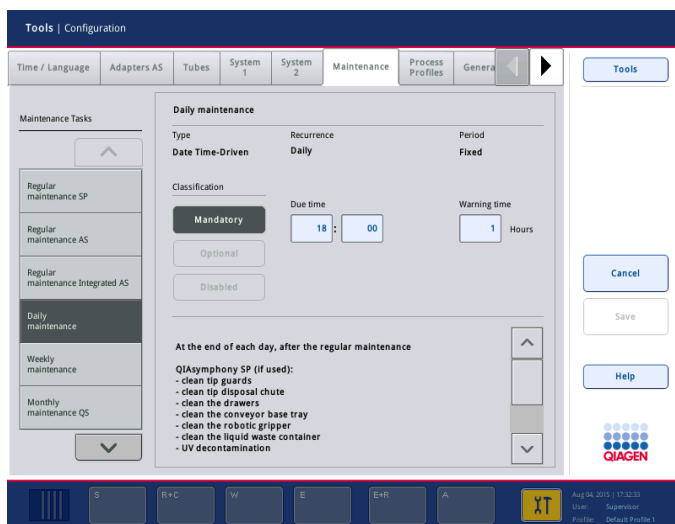 Tools | Configuration
Time / Language
Adapters AS
Tubes
System
1
System
2
Maintenance
Process
Profiles
Genera
Tools
Maintenance Tasks
Regular
maintenance SP
Regular
maintenance AS
Regular
maintenance Integrated AS
Daily
maintenance
Weekly
maintenance
Monthly
maintenance QS
Daily maintenance
Type
Date Time-Driven
Recurrence
Daily
Period
Fixed
Classification
Mandatory
Optional
Disabled
Due time
18 : 00
Warning time
1 Hours
At the end of each day, after the regular maintenance
QIAsymphony SP (if used):
- clean tip guards
- clean tip disposal chute
- clean the drawers
- clean the conveyor base tray
- clean the robotic gripper
- clean the liquid waste container
- UV decontamination
Cancel
Save
Help
QIAGEN
S
R+C
W
E
E+R
A
Aug 04, 2015 | 17:32:33
User: Supervisor
Profile: Default Profile 1